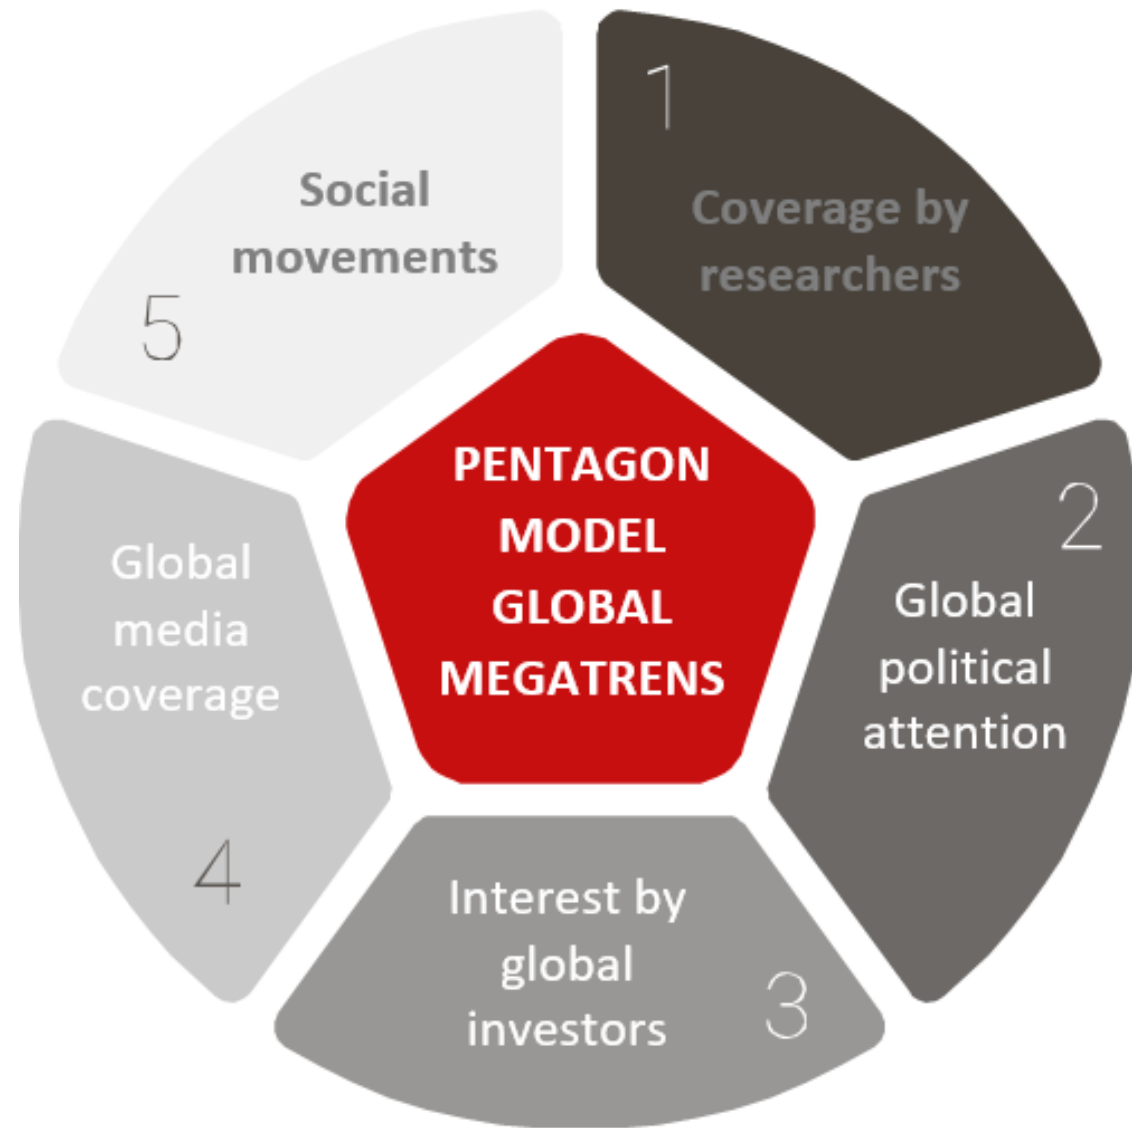 PENTAGON
MODEL
GLOBAL
MEGATRENS
1
Coverage by
researchers
2
Global
political
attention
3
Interest by
global
investors
4
Global
media
coverage
5
Social
movements